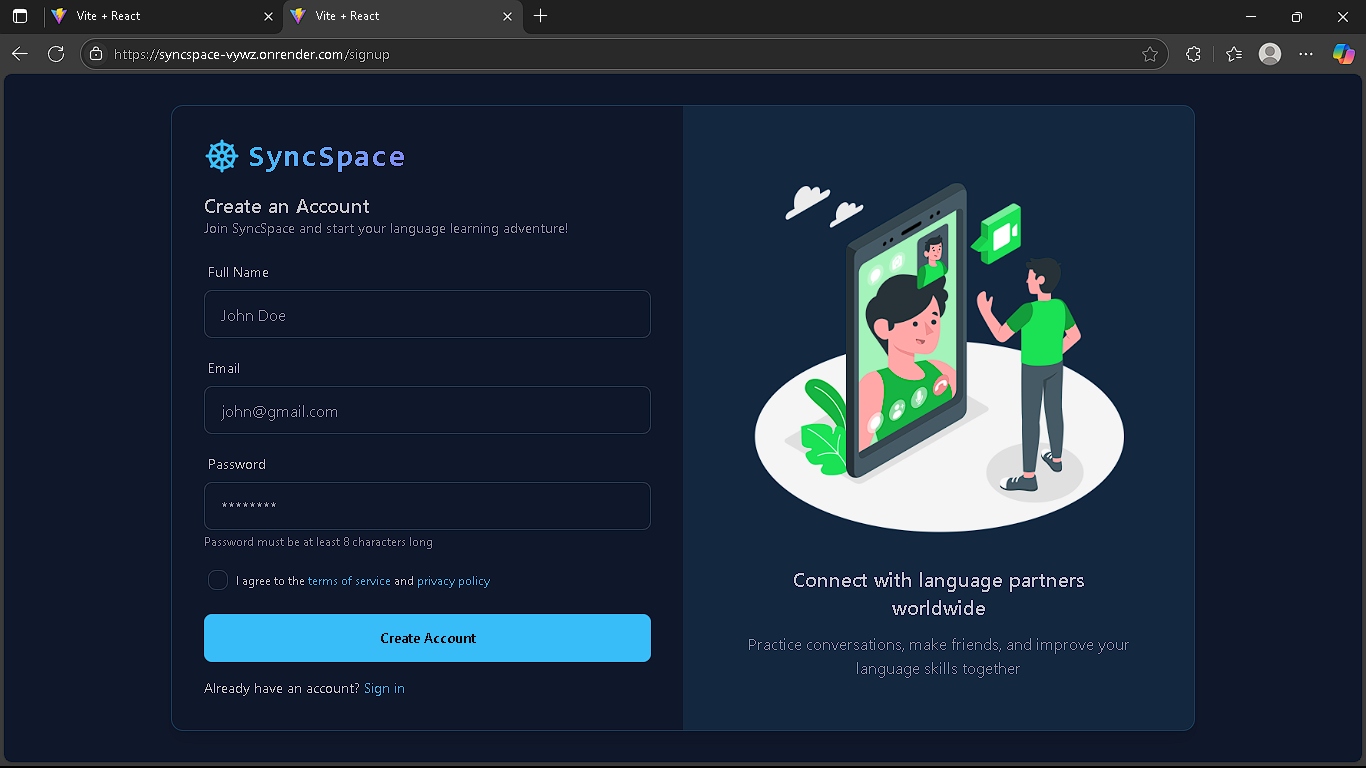 Vite + React
Vite + React
https://syncspace-vywz.onrender.com/signup
SyncSpace
Create an Account
Join SyncSpace and start your language learning adventure!
Full Name
John Doe
Email
john@gmail.com
Password
********
Password must be at least 8 characters long
I agree to the terms of service and privacy policy
Create Account
Already have an account? Sign in
Connect with language partners
worldwide
Practice conversations, make friends, and improve your
language skills together